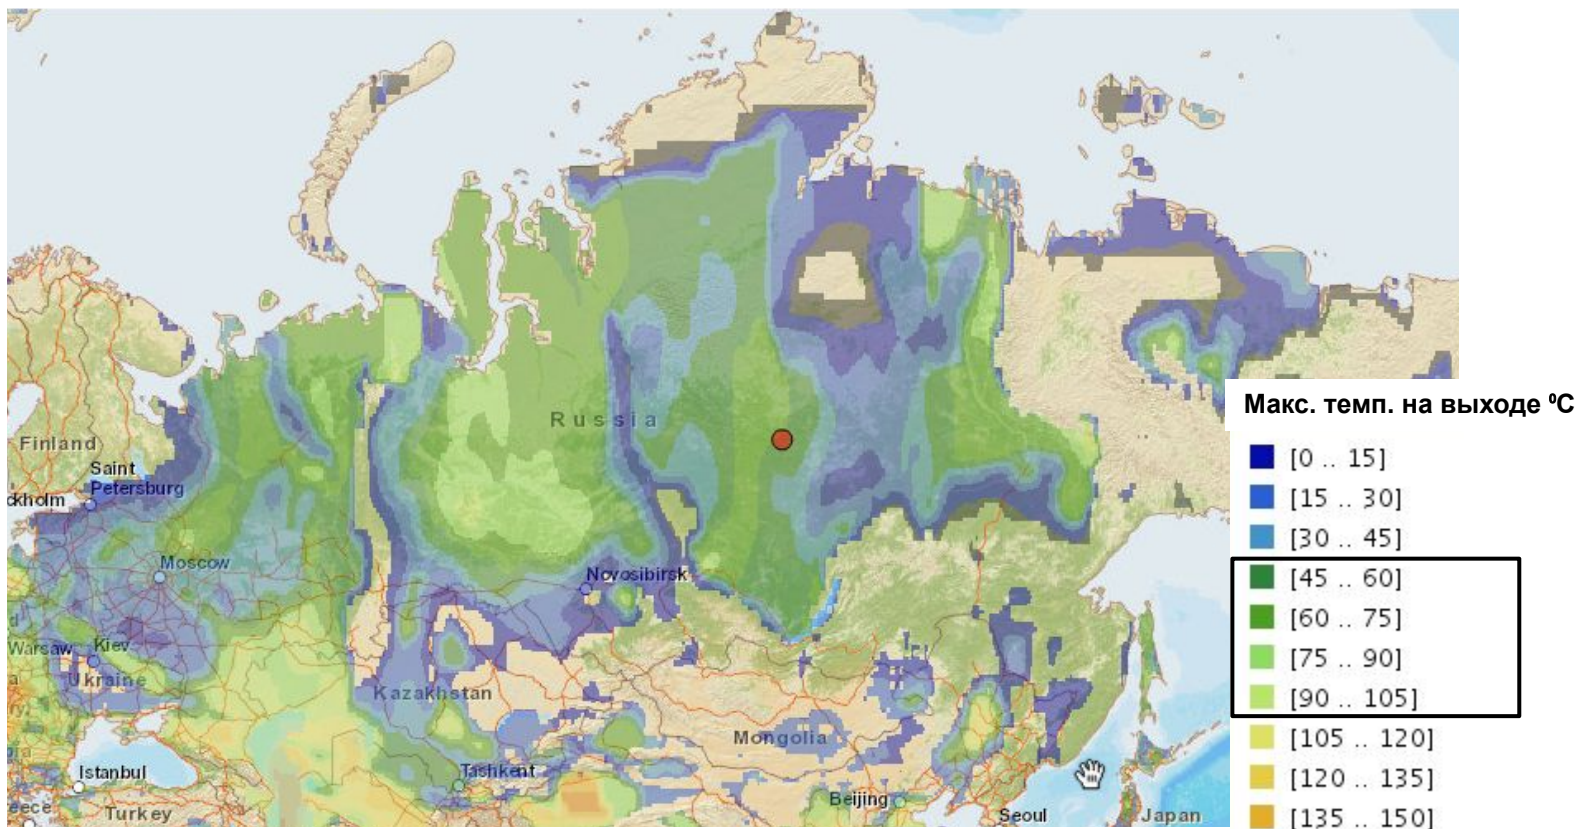 Russia
Finland
Saint
Petersburg
ckholm
Moscow
Novosibirsk
Warsaw
Kiev
Ukraine
Kazakhstan
Mongolia
Istanbul
Tashkent
Beijing
eece
Turkey
Seoul
Japan
Макс. темп. на выходе ⁰C
[0 .. 15]
[15 .. 30]
[30 .. 45]
[45 .. 60]
[60 .. 75]
[75 .. 90]
[90 .. 105]
[105 .. 120]
[120 .. 135]
[135 .. 150]